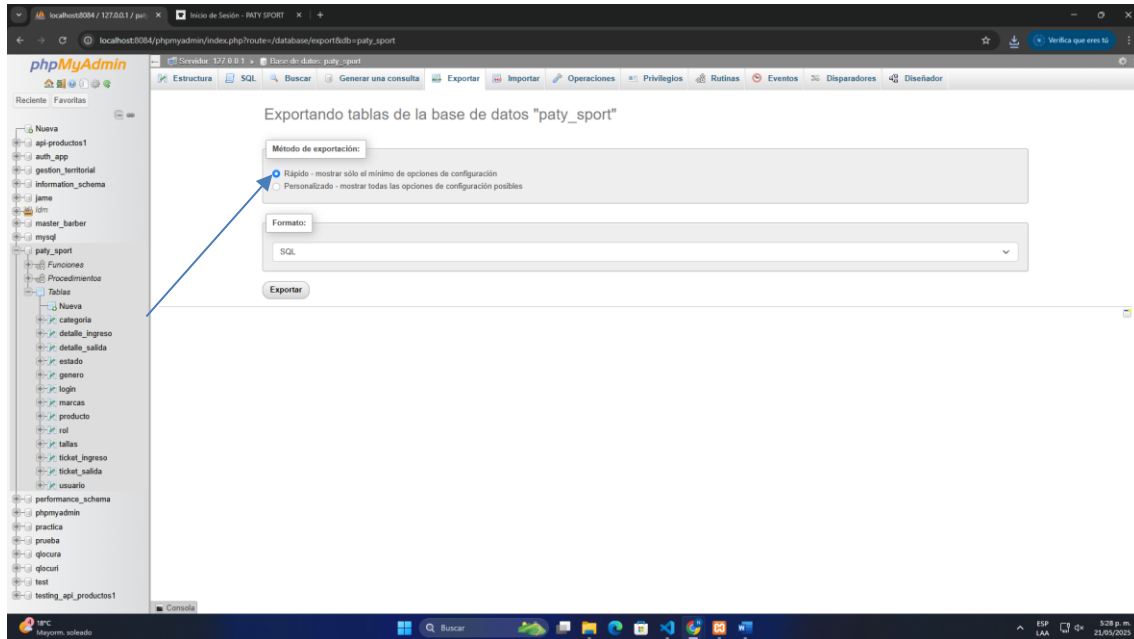 localhost:8084 / 127.0.0.1 / pat
Inicio de Sesión - PATY SPORT
localhost:8084/phpmyadmin/index.php?route=/database/export&db=paty_sport
Verifica que eres tú
phpMyAdmin
Reciente Favoritas
Nueva
api-productos1
auth_app
gestion_territorial
information_schema
jame
ldm
master_barber
mysql
paty_sport
Funciones
Procedimientos
Tablas
Nueva
categoria
detalle_ingreso
detalle_salida
estado
genero
login
marcas
producto
rol
tallas
ticket_ingreso
ticket_salida
usuario
performance_schema
phpmyadmin
practica
prueba
qlocura
qlocuri
test
testing_api_productos1
Servidor: 127.0.0.1 » Base de datos: paty_sport
Estructura SQL Buscar Generar una consulta Exportar Importar Operaciones Privilegios Rutinas Eventos Disparadores Diseñador
Exportando tablas de la base de datos "paty_sport"
Método de exportación:
Rápido - mostrar sólo el mínimo de opciones de configuración
Personalizado - mostrar todas las opciones de configuración posibles
Formato:
SQL
Exportar
Consola
18°C
Mayorm. soleado
Buscar
ESP
LAA
5:28 p. m.
21/05/2025